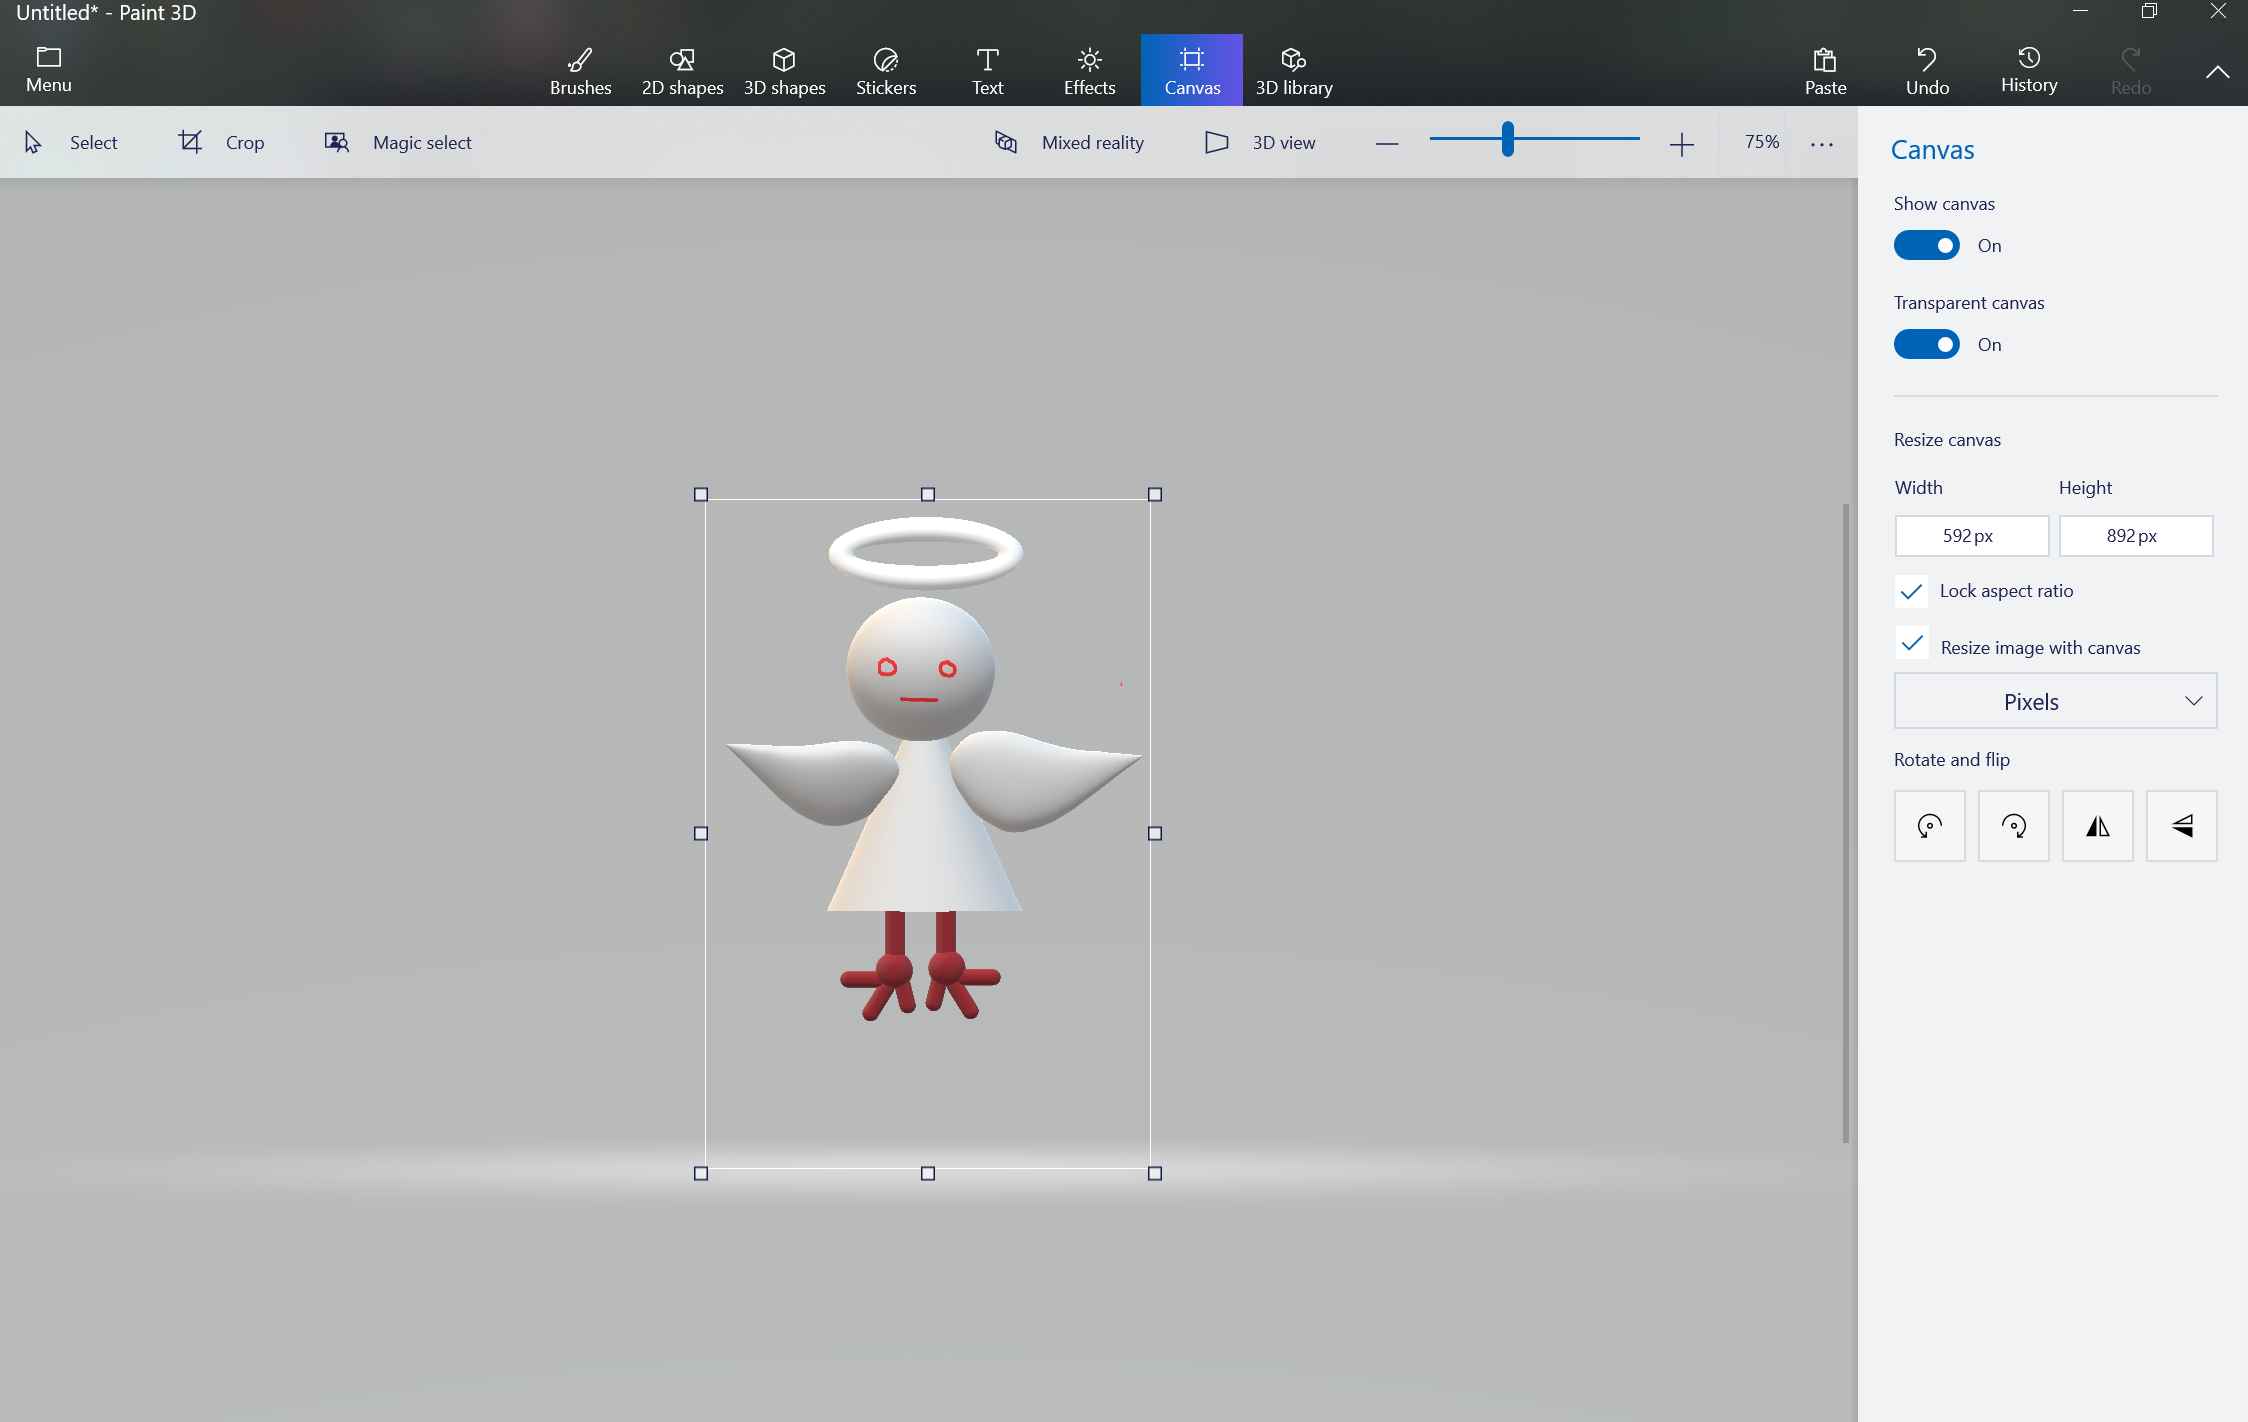 Untitled* - Paint 3D
Menu
Brushes
2D shapes
3D shapes
Stickers
Text
Effects
Canvas
3D library
Paste
Undo
History
Redo
Select
Crop
Magic select
Mixed reality
3D view
75%
Canvas
Show canvas
On
Transparent canvas
On
Resize canvas
Width
Height
592 px
892 px
Lock aspect ratio
Resize image with canvas
Pixels
Rotate and flip